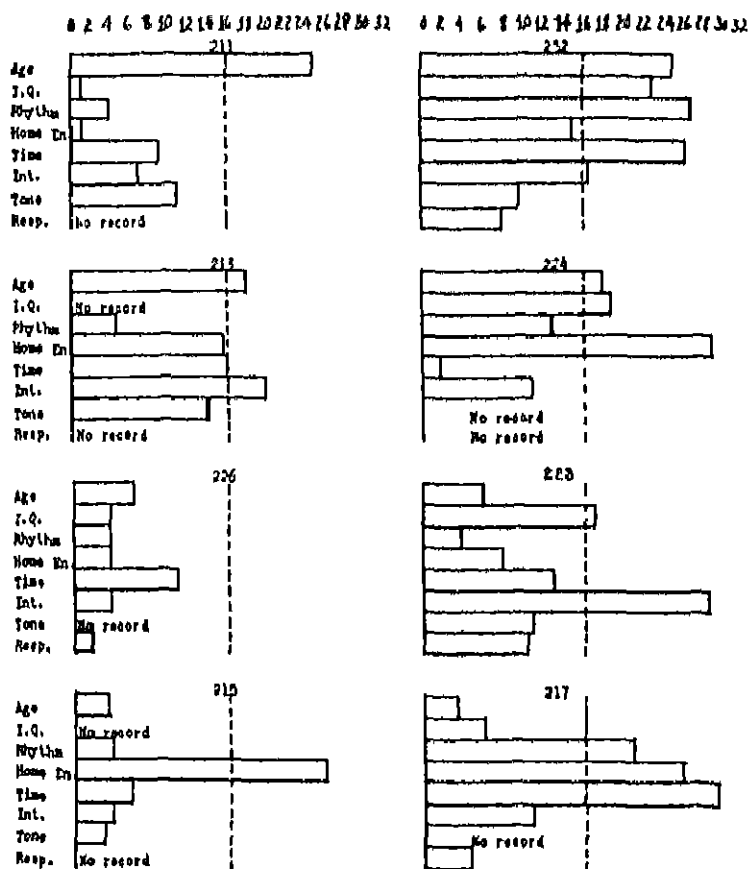 0 2 4 6 8 10 12 14 16 18 20 22 24 26 28 30 32
0 2 4 6 8 10 12 14 16 18 20 22 24 26 28 30 32
211
232
Age
I.Q.
Rhythm
Home En
Time
Int.
Tone
Resp.
No record
213
224
Age
I.Q.
No record
Rhythm
Home En
Time
Int.
Tone
No record
Resp.
No record
No record
226
223
Age
I.Q.
Rhythm
Home En.
Time
Int.
Tone
No record
Resp.
215
217
Age
I.Q.
No record
Rhythm
Home En
Time
Int.
Tone
No record
Resp.
No record